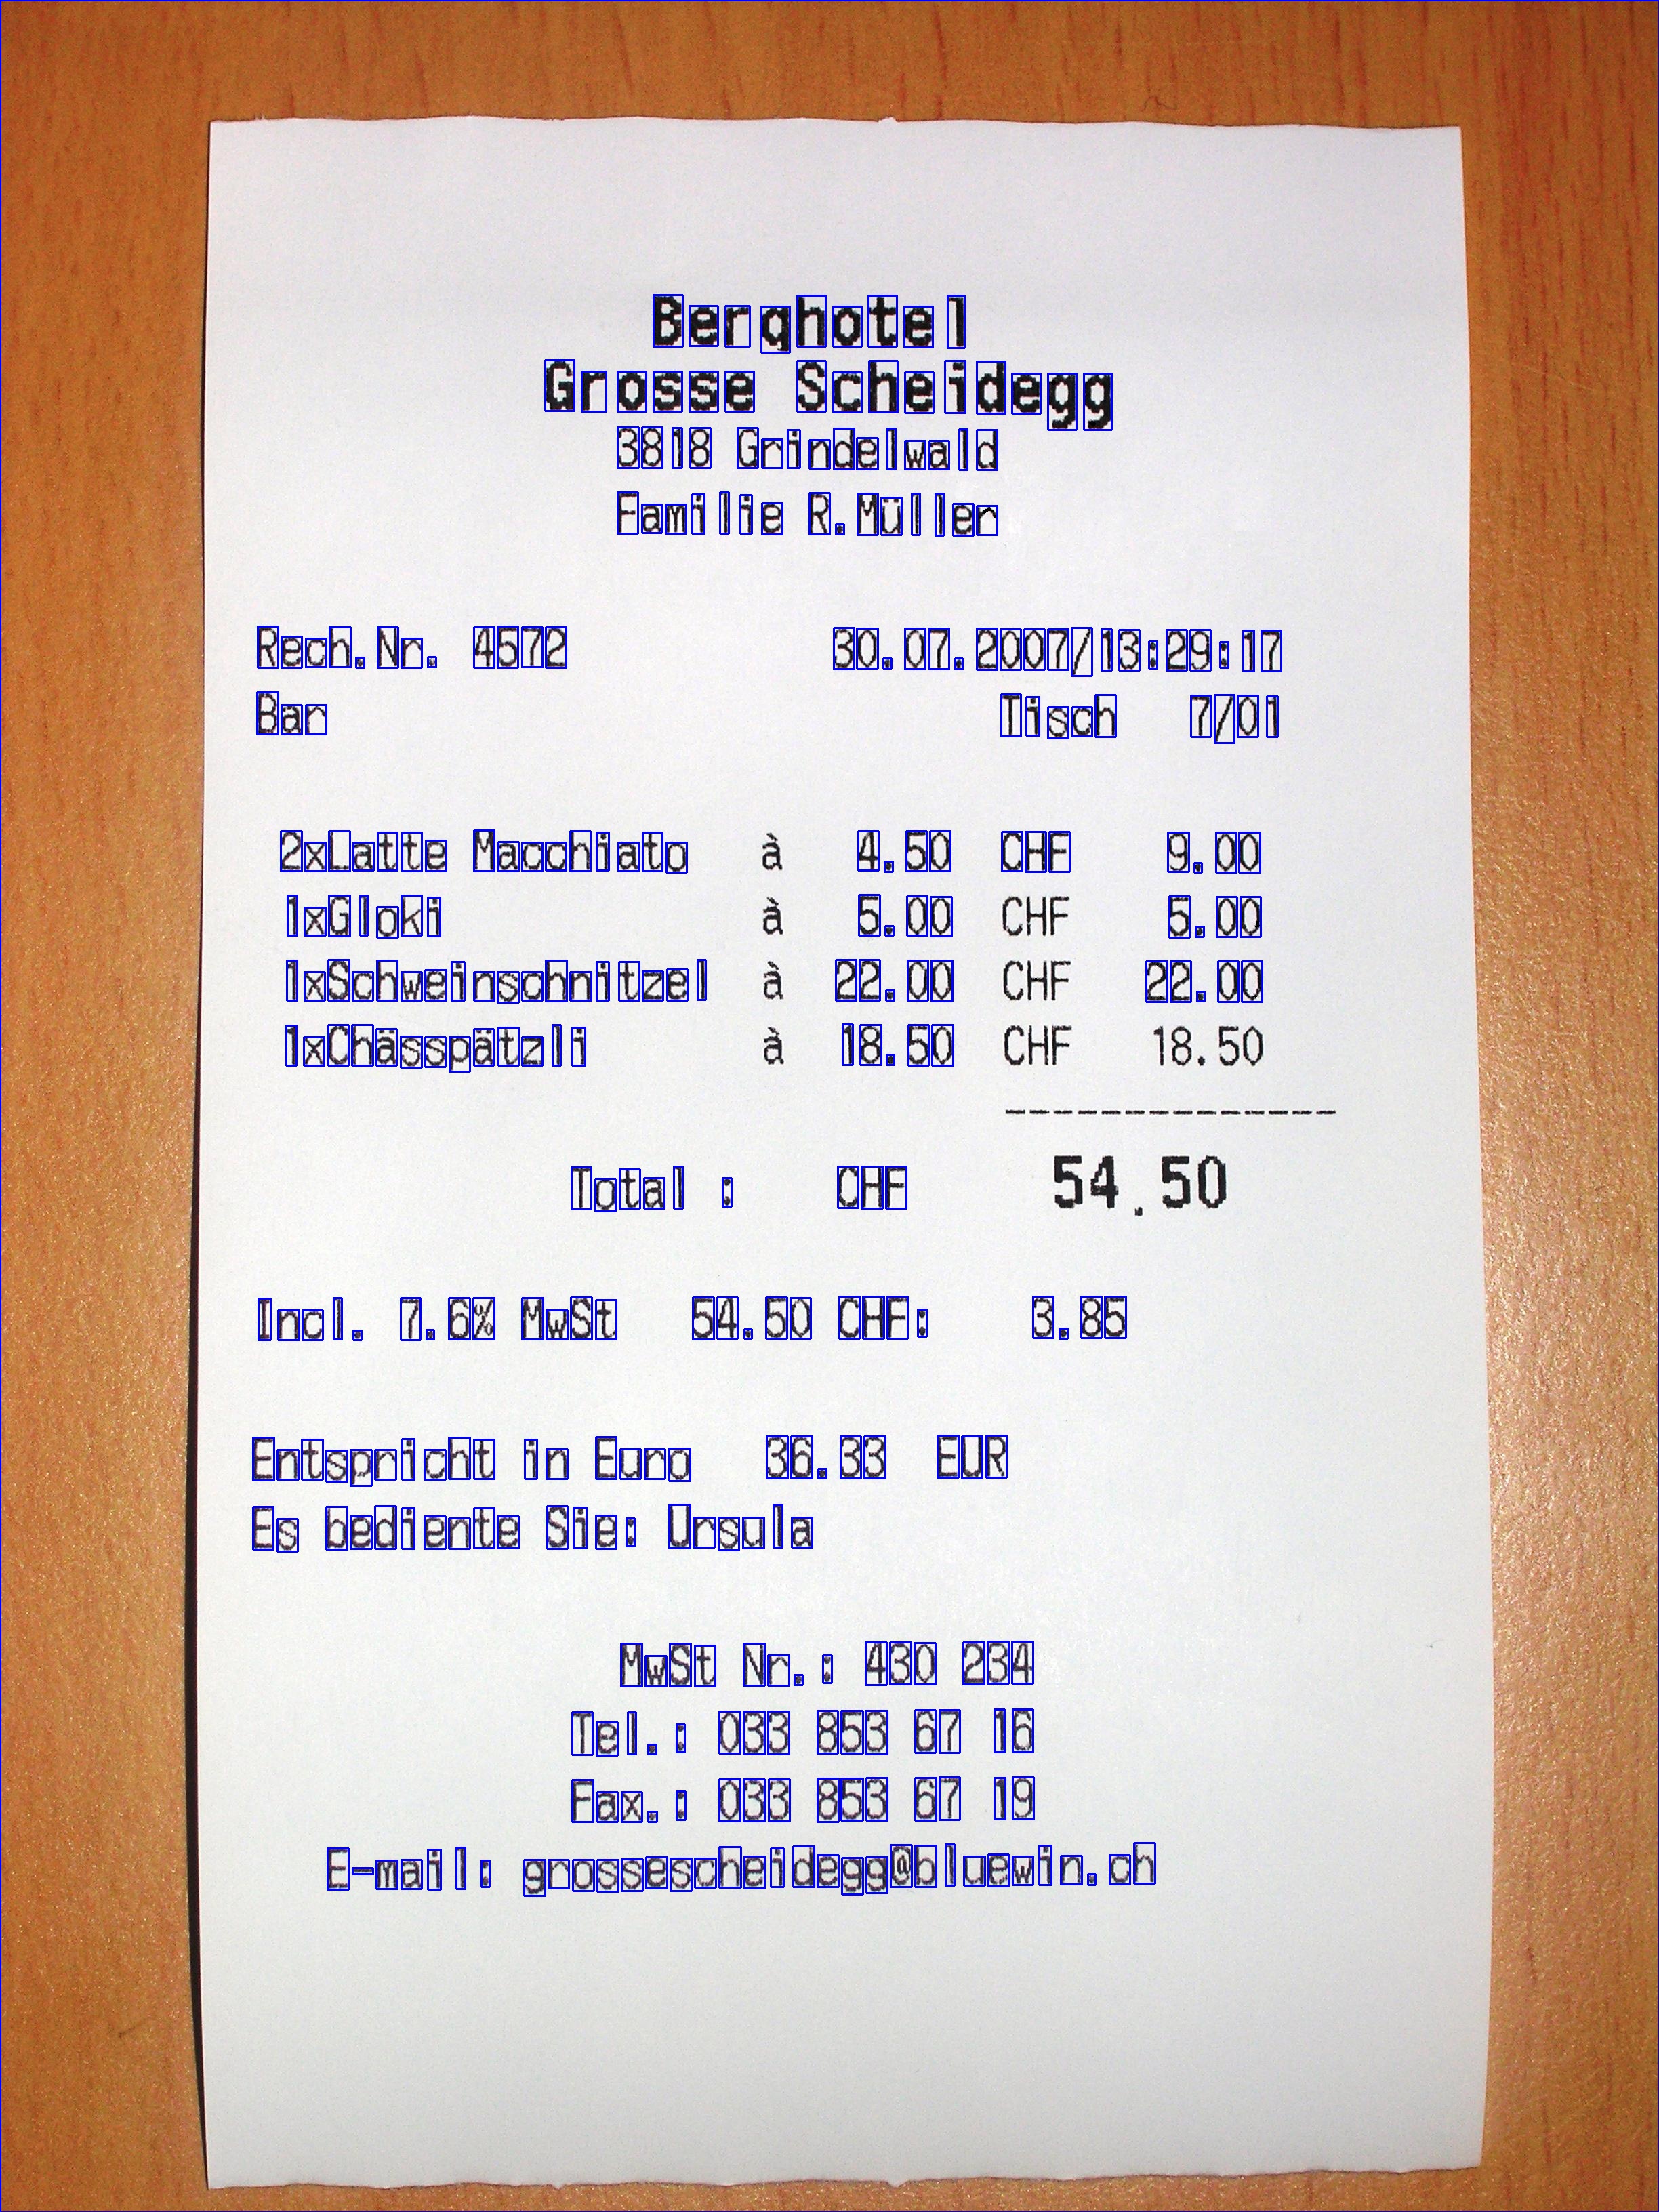 Berghotel
Grosse Scheidegg
3818 Grindelwald
Familie R.Müller
Rech.Nr. 4572 30.07.2007/13:29:17
Bar Tisch 7/01
2xLatte Macchiato à 4.50 CHF 9.00
1xGloki à 5.00 CHF 5.00
1xSchweinschnitzel à 22.00 CHF 22.00
1xChässpätzli à 18.50 CHF 18.50
--------------
Total : CHF 54.50
Incl. 7.6% MwSt 54.50 CHF: 3.85
Entspricht in Euro 36.33 EUR
Es bediente Sie: Ursula
MwSt Nr.: 430 234
Tel.: 033 853 67 16
Fax.: 033 853 67 19
E-mail: grossescheidegg@bluewin.ch